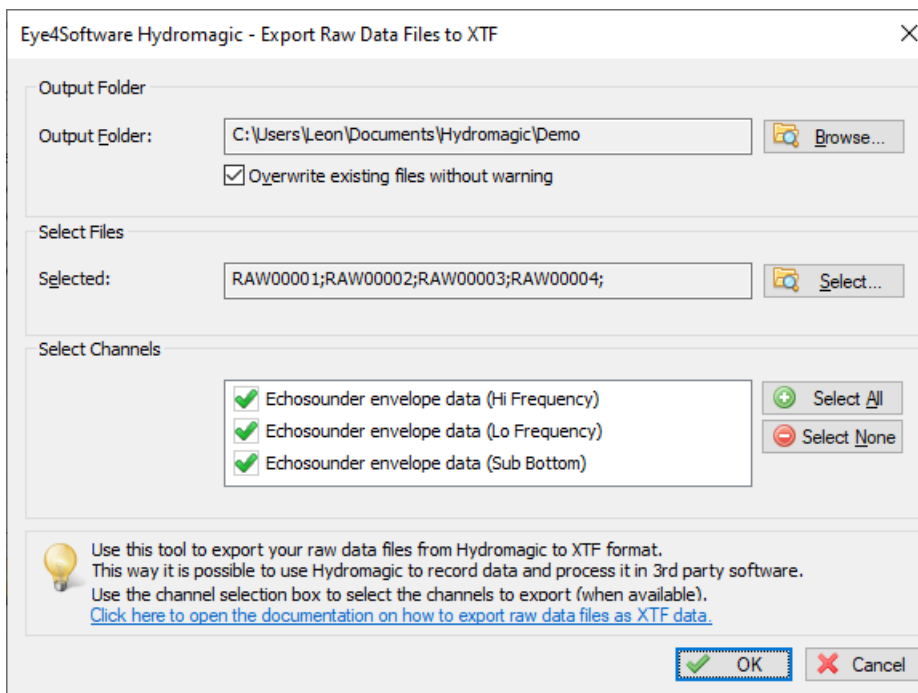 Eye4Software Hydromagic - Export Raw Data Files to XTF
Output Folder
Output Folder: C:\Users\Leon\Documents\Hydromagic\Demo Browse...
Overwrite existing files without warning
Select Files
Selected: RAW00001;RAW00002;RAW00003;RAW00004; Select...
Select Channels
Echosounder envelope data (Hi Frequency) Select All
Echosounder envelope data (Lo Frequency) Select None
Echosounder envelope data (Sub Bottom)
Use this tool to export your raw data files from Hydromagic to XTF format.
This way it is possible to use Hydromagic to record data and process it in 3rd party software.
Use the channel selection box to select the channels to export (when available).
Click here to open the documentation on how to export raw data files as XTF data.
OK Cancel